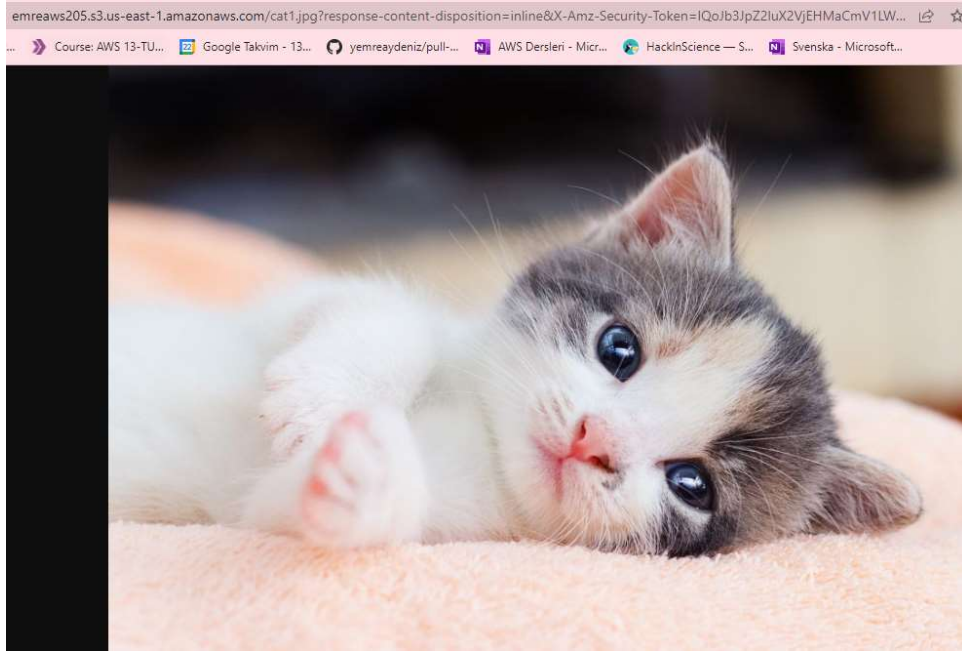 emreaws205.s3.us-east-1.amazonaws.com/cat1.jpg?response-content-disposition=inline&X-Amz-Security-Token=IQoJb3JpZ2luX2VjEHMaCmV1LW...
... Course: AWS 13-TU... 22 Google Takvim - 13... yemreaydeniz/pull-... N AWS Dersleri - Micr... HackInScience — S... N Svenska - Microsoft...